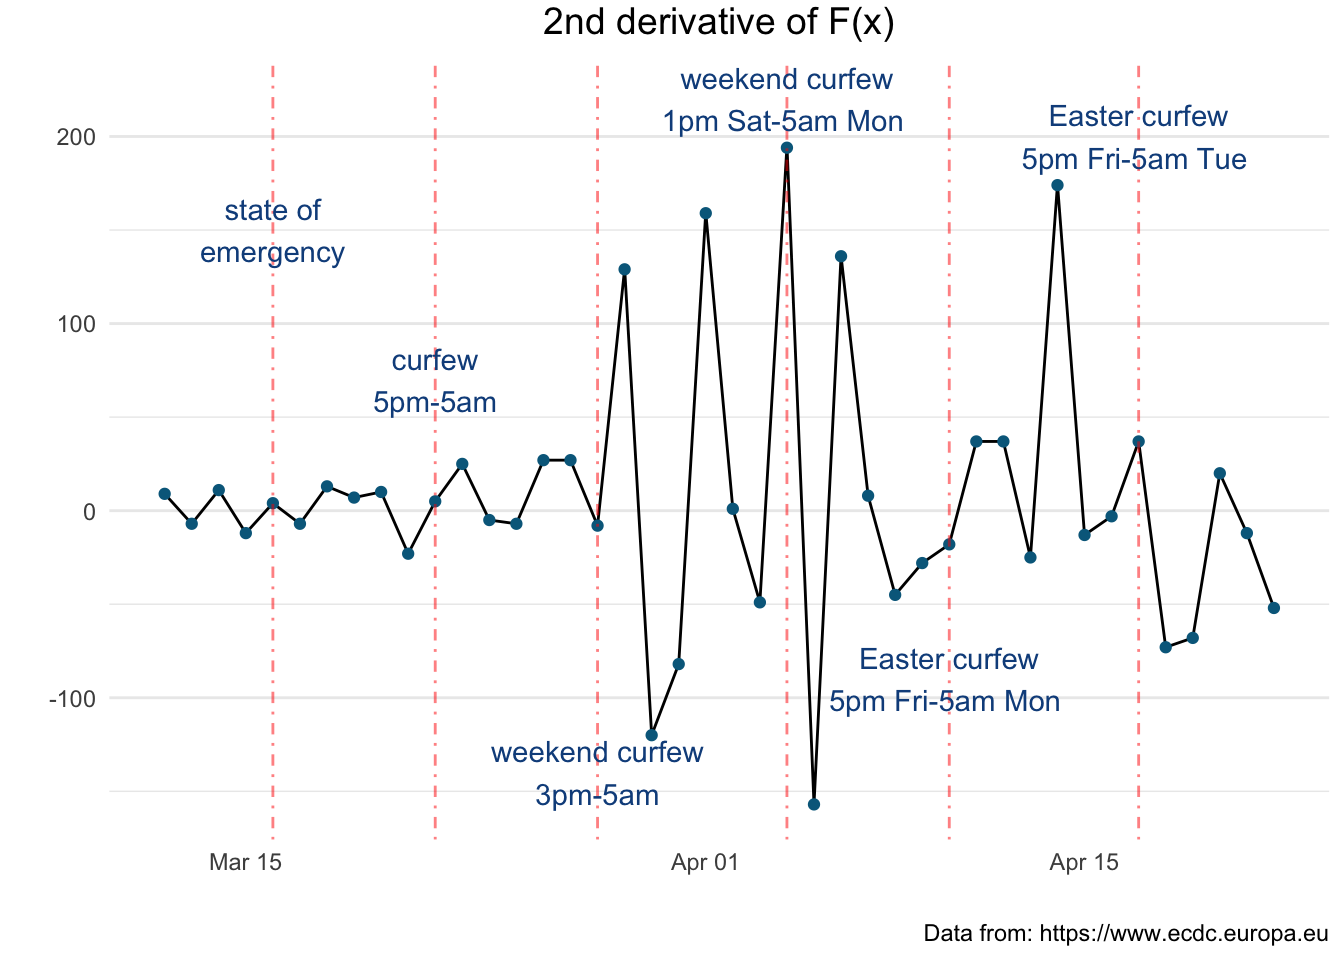 2nd derivative of F(x)
weekend curfew
1pm Sat-5am Mon
Easter curfew
5pm Fri-5am Tue
200
state of
emergency
100
curfew
5pm-5am
0
Easter curfew
5pm Fri-5am Mon
-100
weekend curfew
3pm-5am
Mar 15
Apr 01
Apr 15
Data from: https://www.ecdc.europa.eu